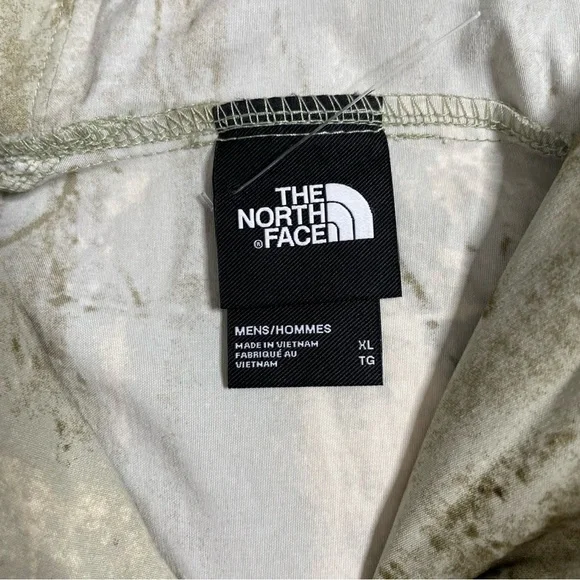 THE
NORTH
® FACE
MENS/HOMMES
MADE IN VIETNAM XL
FABRIQUÉ AU TG
VIETNAM